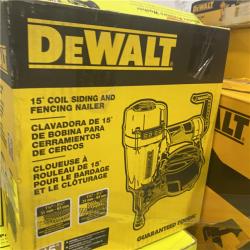 DEWALT
15° COIL SIDING AND
FENCING NAILER
CLAVADORA DE 15°
DE BOBINA PARA
CERRAMIENTOS
DE CERCOS
CLOUEUSE À
ROULEAU DE 15°
POUR LE BARDAGE
ET LE CLÔTURAGE
GUARANTEED